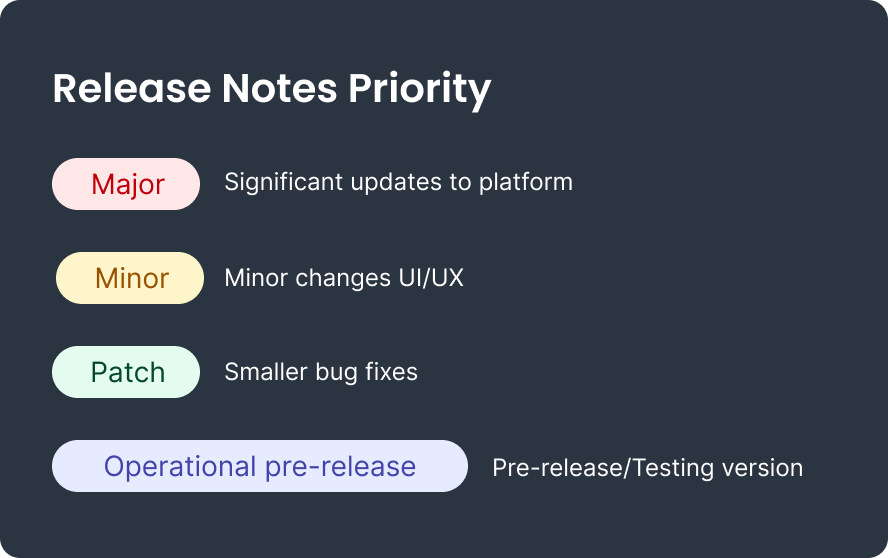 Release Notes Priority
Major Significant updates to platform
Minor Minor changes UI/UX
Patch Smaller bug fixes
Operational pre-release Pre-release/Testing version